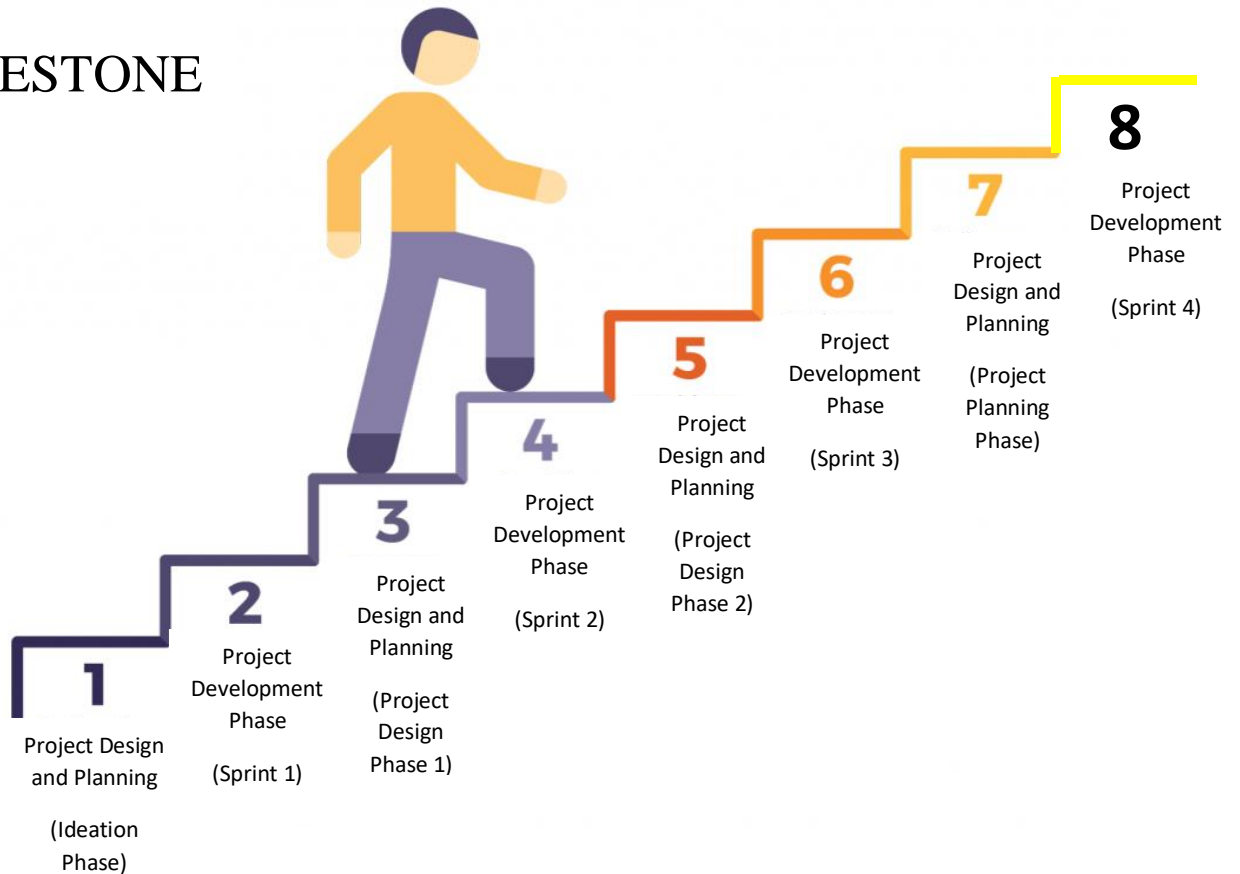 ESTONE
1
Project Design
and Planning
(Ideation
Phase)
2
Project
Development
Phase
(Sprint 1)
3
Project
Design and
Planning
(Project
Design
Phase 1)
4
Project
Development
Phase
(Sprint 2)
5
Project
Design and
Planning
(Project
Design
Phase 2)
6
Project
Development
Phase
(Sprint 3)
7
Project
Design and
Planning
(Project
Planning
Phase)
8
Project
Development
Phase
(Sprint 4)